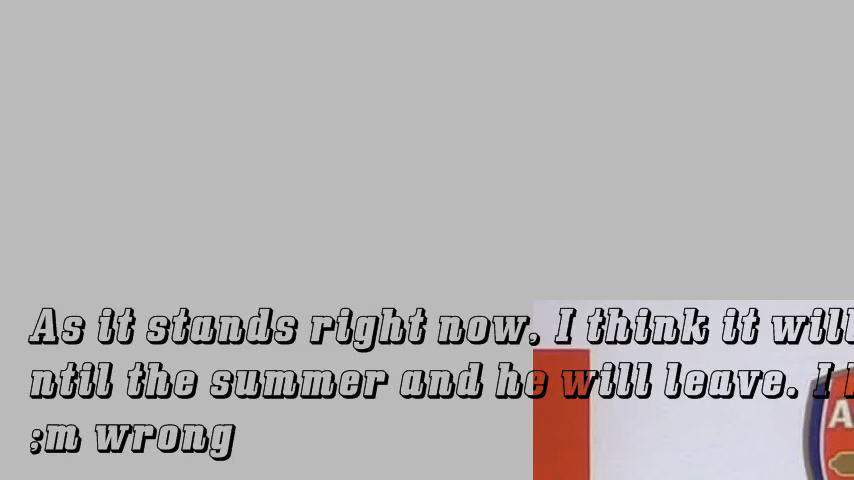 As it stands right now, I think it will
ntil the summer and he will leave. I
;m wrong
A